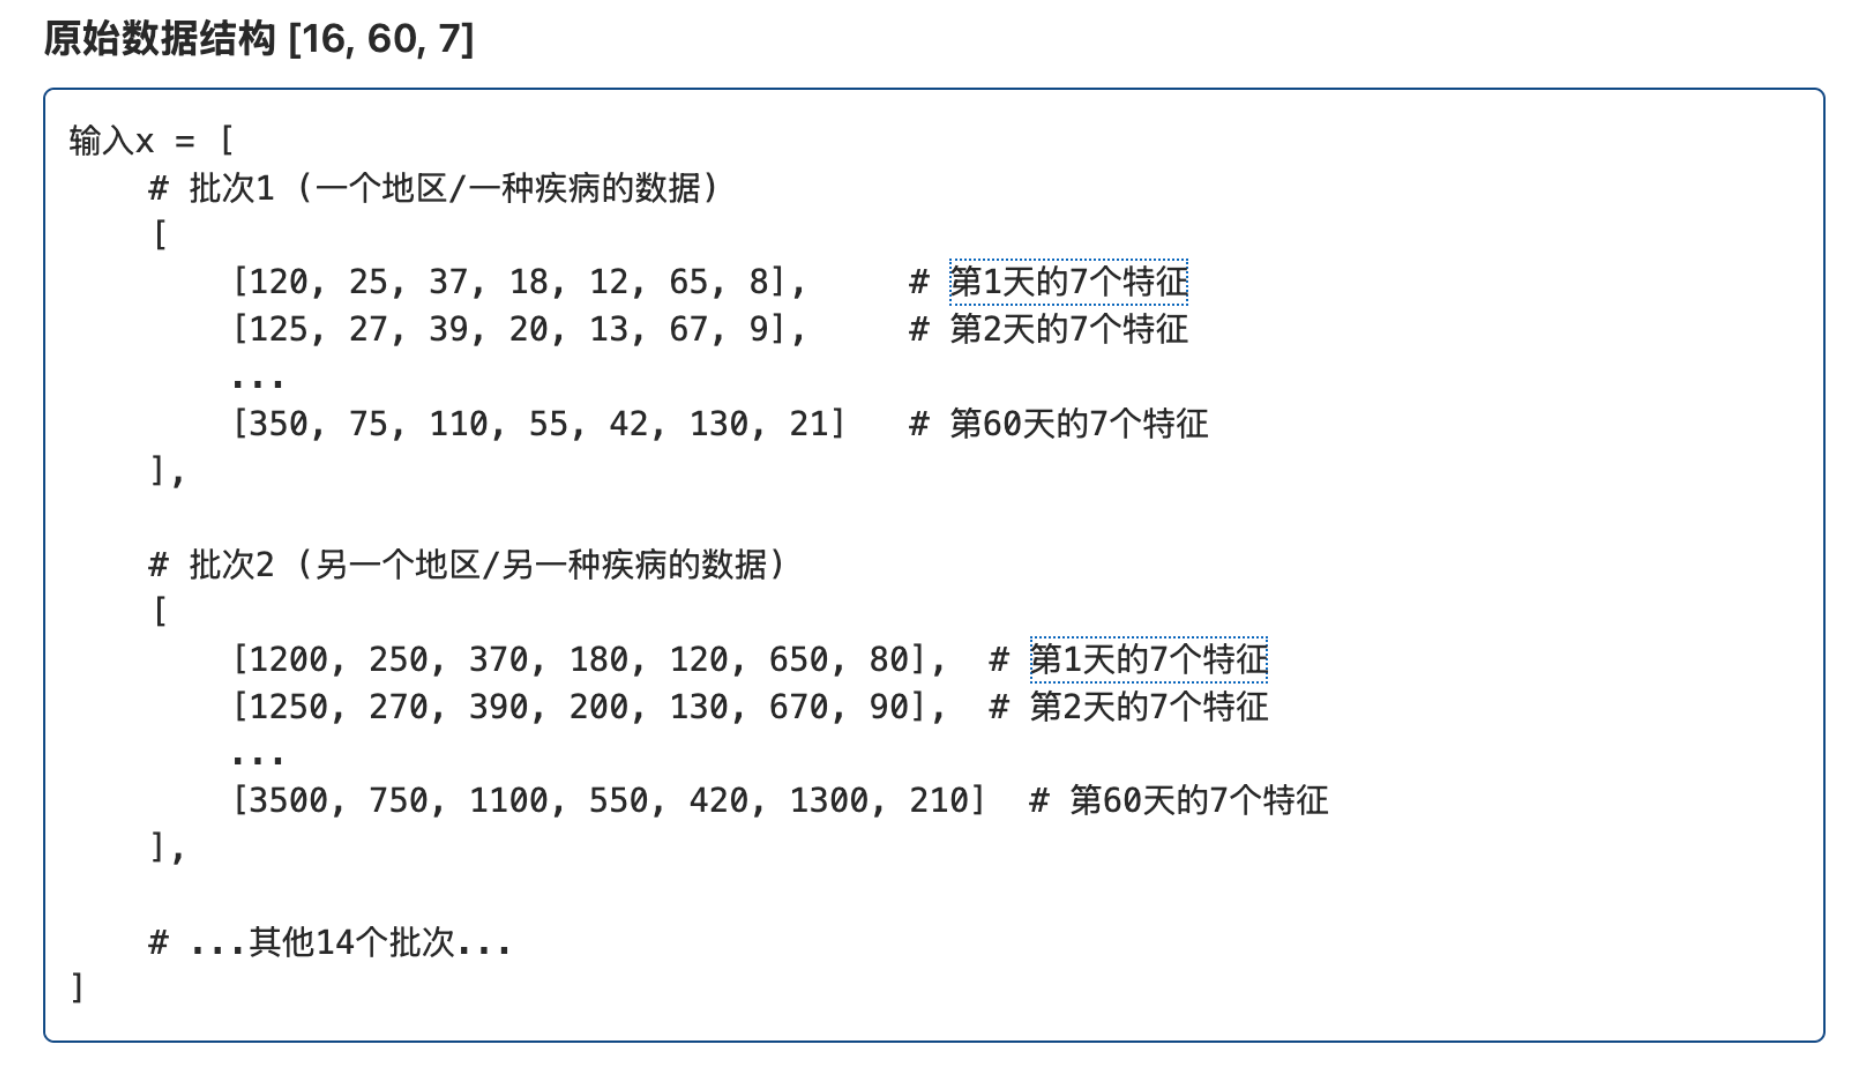 原始数据结构 [16, 60, 7]
输入x = [
    # 批次1 (一个地区/一种疾病的数据)
    [
        [120, 25, 37, 18, 12, 65, 8],     # 第1天的7个特征
        [125, 27, 39, 20, 13, 67, 9],     # 第2天的7个特征
        ...
        [350, 75, 110, 55, 42, 130, 21]   # 第60天的7个特征
    ],
    # 批次2 (另一个地区/另一种疾病的数据)
    [
        [1200, 250, 370, 180, 120, 650, 80],  # 第1天的7个特征
        [1250, 270, 390, 200, 130, 670, 90],  # 第2天的7个特征
        ...
        [3500, 750, 1100, 550, 420, 1300, 210]  # 第60天的7个特征
    ],
    # ...其他14个批次...
]